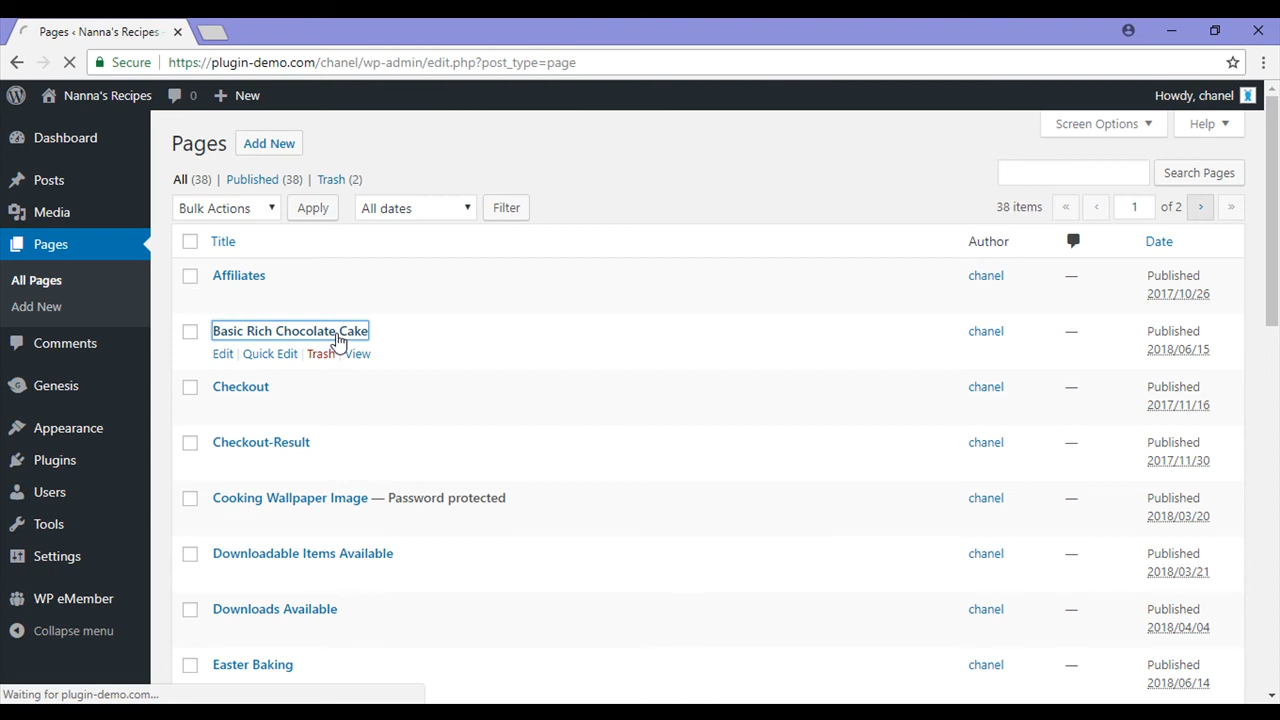 Pages ‹ Nanna's Recipes
Secure https://plugin-demo.com/chanel/wp-admin/edit.php?post_type=page
Nanna's Recipes 0 New Howdy, chanel
Screen Options Help
Dashboard
Posts
Media
Pages
All Pages
Add New
Comments
Genesis
Appearance
Plugins
Users
Tools
Settings
WP eMember
Collapse menu
Pages Add New
All (38) | Published (38) | Trash (2)
Search Pages
Bulk Actions Apply All dates Filter
38 items « ‹ 1 of 2 › »
Title Author Date
Affiliates chanel — Published
2017/10/26
Basic Rich Chocolate Cake chanel — Published
Edit | Quick Edit | Trash | View 2018/06/15
Checkout chanel — Published
2017/11/16
Checkout-Result chanel — Published
2017/11/30
Cooking Wallpaper Image — Password protected chanel — Published
2018/03/20
Downloadable Items Available chanel — Published
2018/03/21
Downloads Available chanel — Published
2018/04/04
Easter Baking chanel — Published
2018/06/14
Waiting for plugin-demo.com...